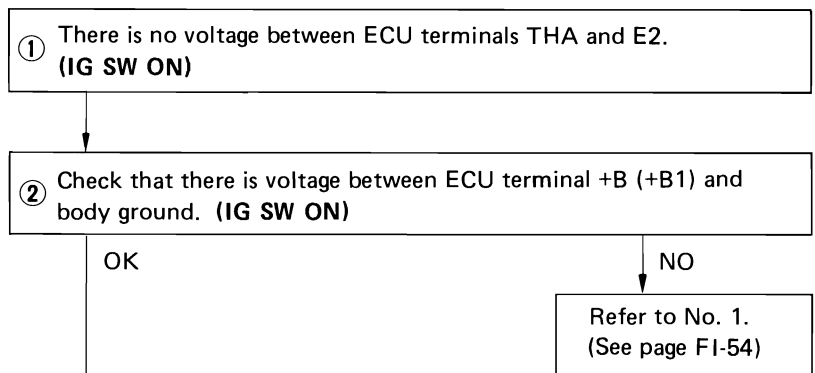 ① There is no voltage between ECU terminals THA and E2.
(IG SW ON)
② Check that there is voltage between ECU terminal +B (+B1) and
body ground. (IG SW ON)
OK
NO
Refer to No. 1.
(See page FI-54)